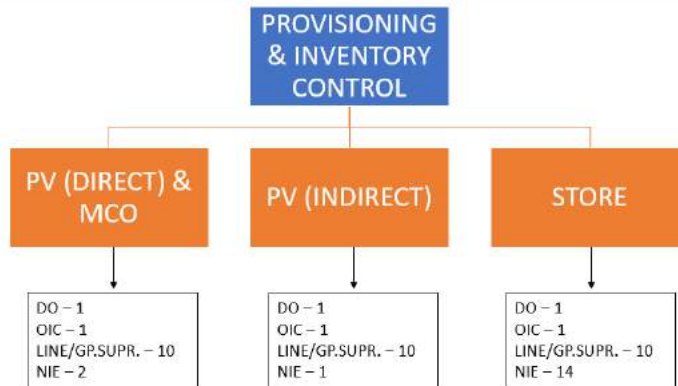 PROVISIONING
& INVENTORY
CONTROL
PV (DIRECT) &
MCO
PV (INDIRECT)
STORE
DO – 1
OIC – 1
LINE/GP.SUPR. – 10
NIE – 2
DO – 1
OIC – 1
LINE/GP.SUPR. – 10
NIE – 1
DO – 1
OIC – 1
LINE/GP.SUPR. – 10
NIE – 14